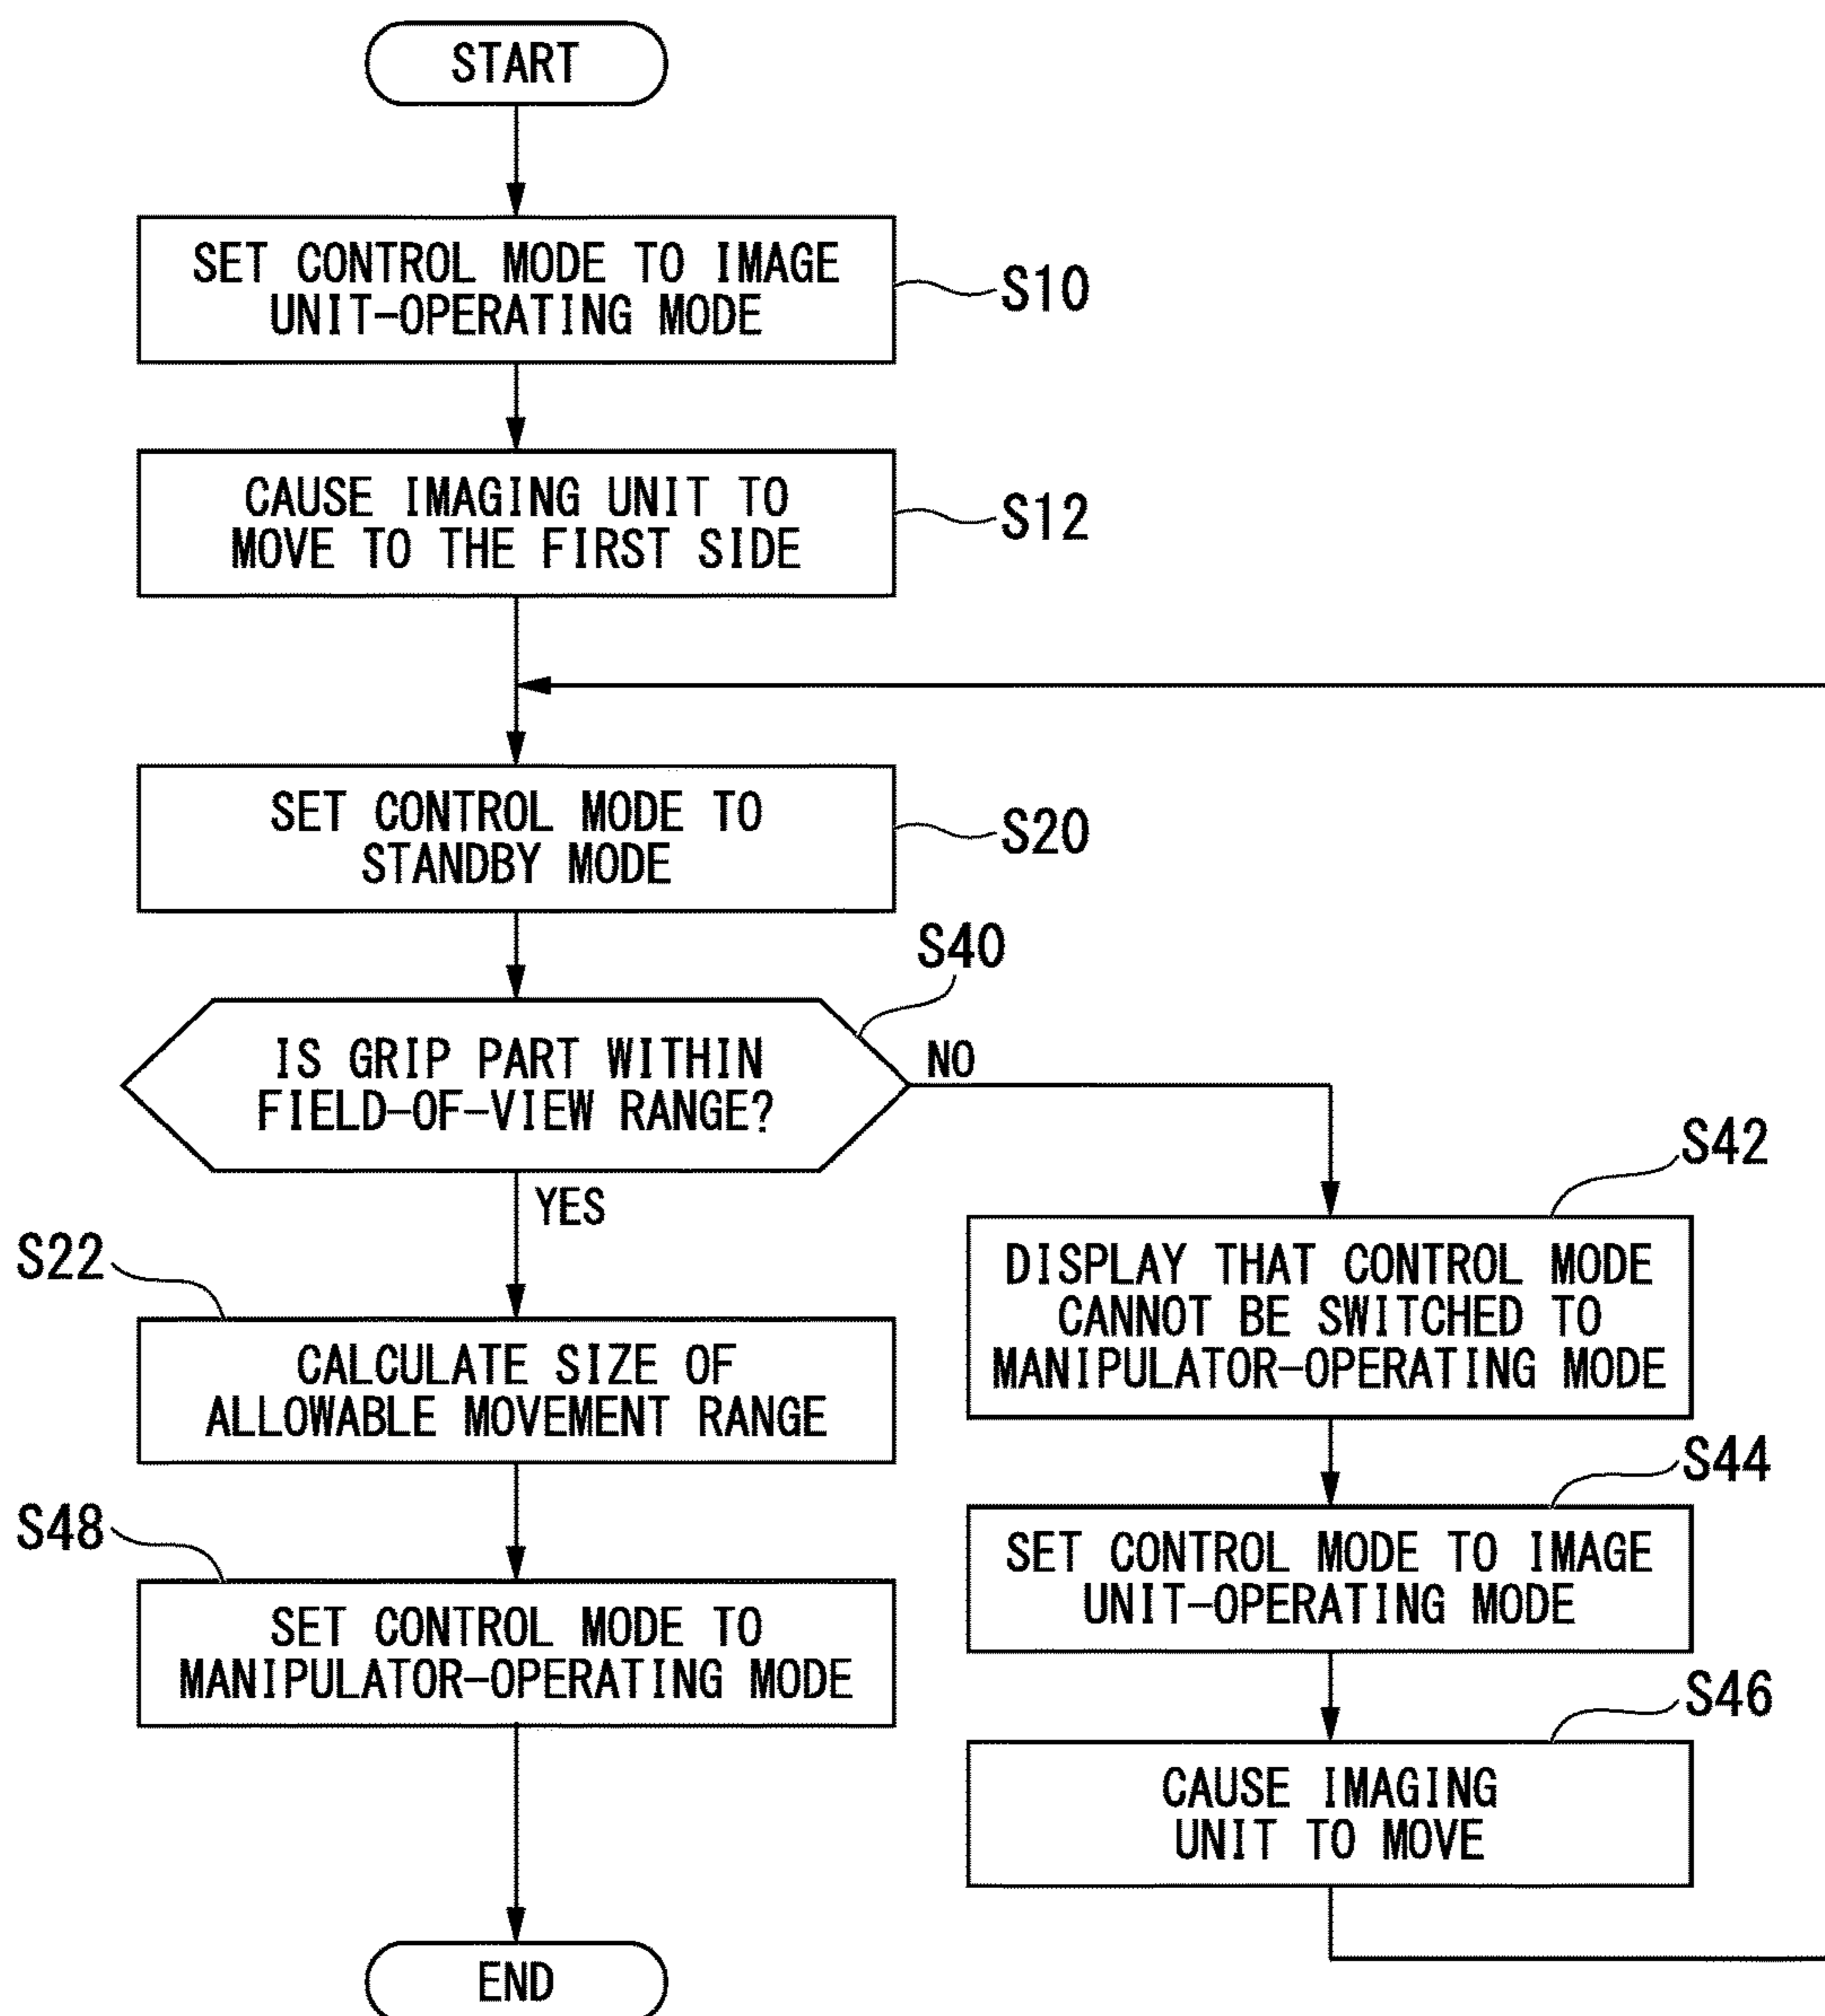 START
SET CONTROL MODE TO IMAGE
UNIT-OPERATING MODE
S10
CAUSE IMAGING UNIT TO
MOVE TO THE FIRST SIDE
S12
SET CONTROL MODE TO
STANDBY MODE
S20
S40
IS GRIP PART WITHIN
FIELD-OF-VIEW RANGE?
NO
YES
S22
CALCULATE SIZE OF
ALLOWABLE MOVEMENT RANGE
S48
SET CONTROL MODE TO
MANIPULATOR-OPERATING MODE
END
S42
DISPLAY THAT CONTROL MODE
CANNOT BE SWITCHED TO
MANIPULATOR-OPERATING MODE
S44
SET CONTROL MODE TO IMAGE
UNIT-OPERATING MODE
S46
CAUSE IMAGING
UNIT TO MOVE